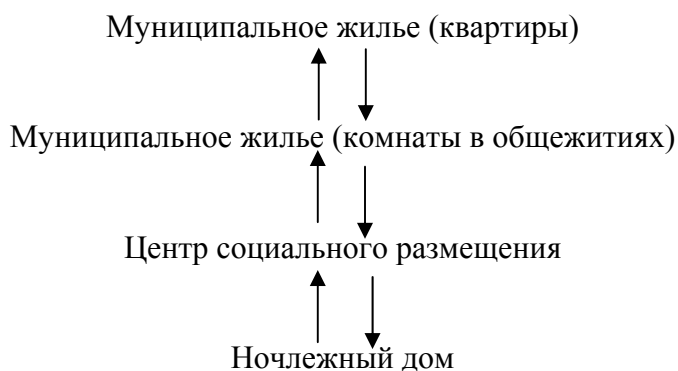 Муниципальное жилье (квартиры)
Муниципальное жилье (комнаты в общежитиях)
Центр социального размещения
Ночлежный дом